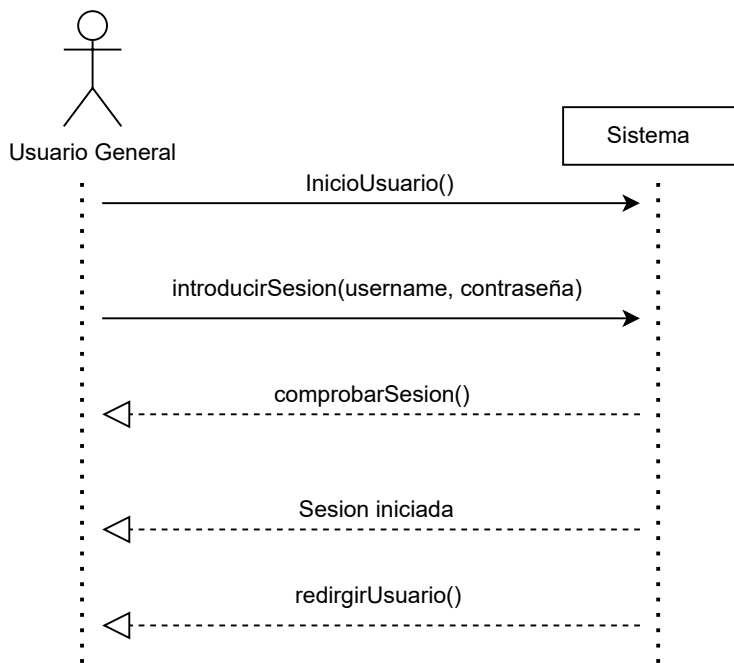 Usuario General
Sistema
InicioUsuario()
introducirSesion(username, contraseña)
comprobarSesion()
Sesion iniciada
redirgirUsuario()